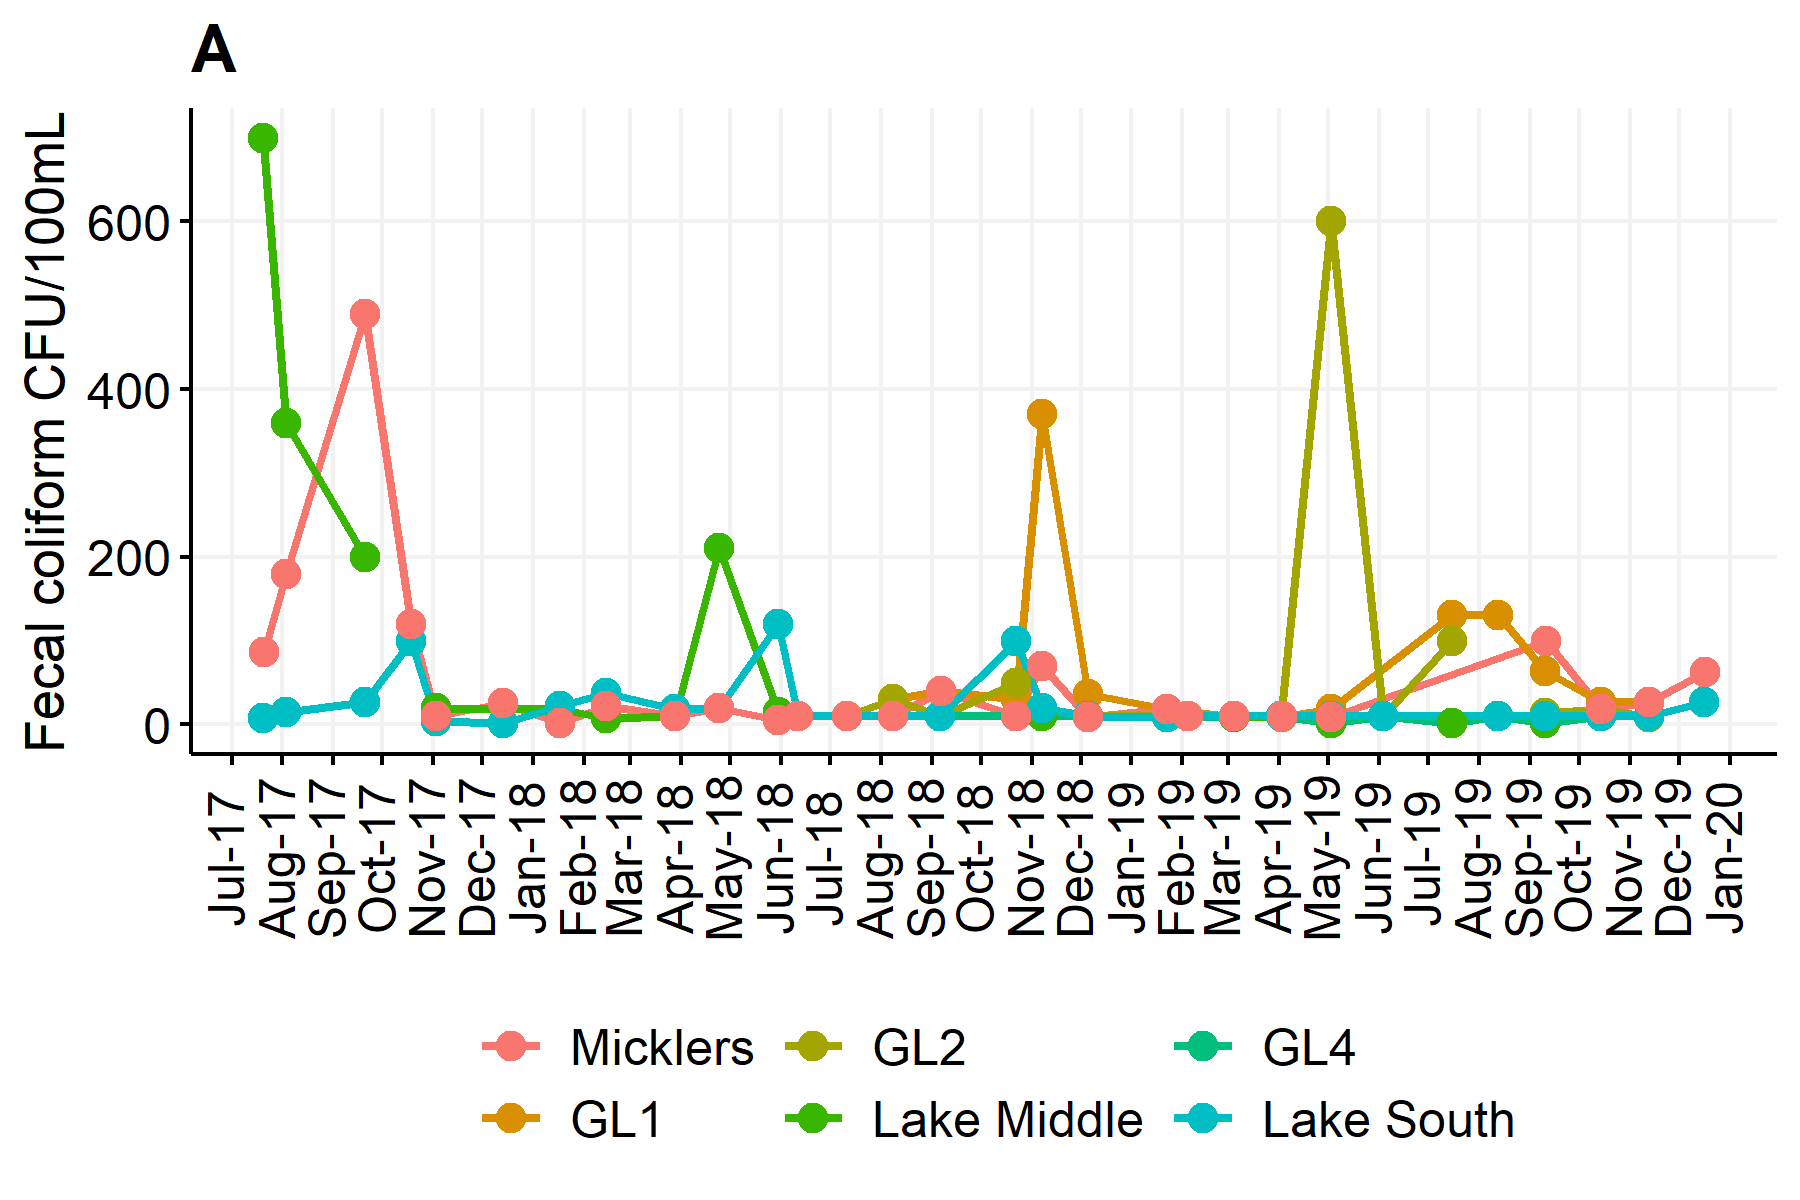 A
Fecal coliform CFU/100mL
600
400
200
0
Jul-17
Aug-17
Sep-17
Oct-17
Nov-17
Dec-17
Jan-18
Feb-18
Mar-18
Apr-18
May-18
Jun-18
Jul-18
Aug-18
Sep-18
Oct-18
Nov-18
Dec-18
Jan-19
Feb-19
Mar-19
Apr-19
May-19
Jun-19
Jul-19
Aug-19
Sep-19
Oct-19
Nov-19
Dec-19
Jan-20
Micklers GL2 GL4
GL1 Lake Middle Lake South